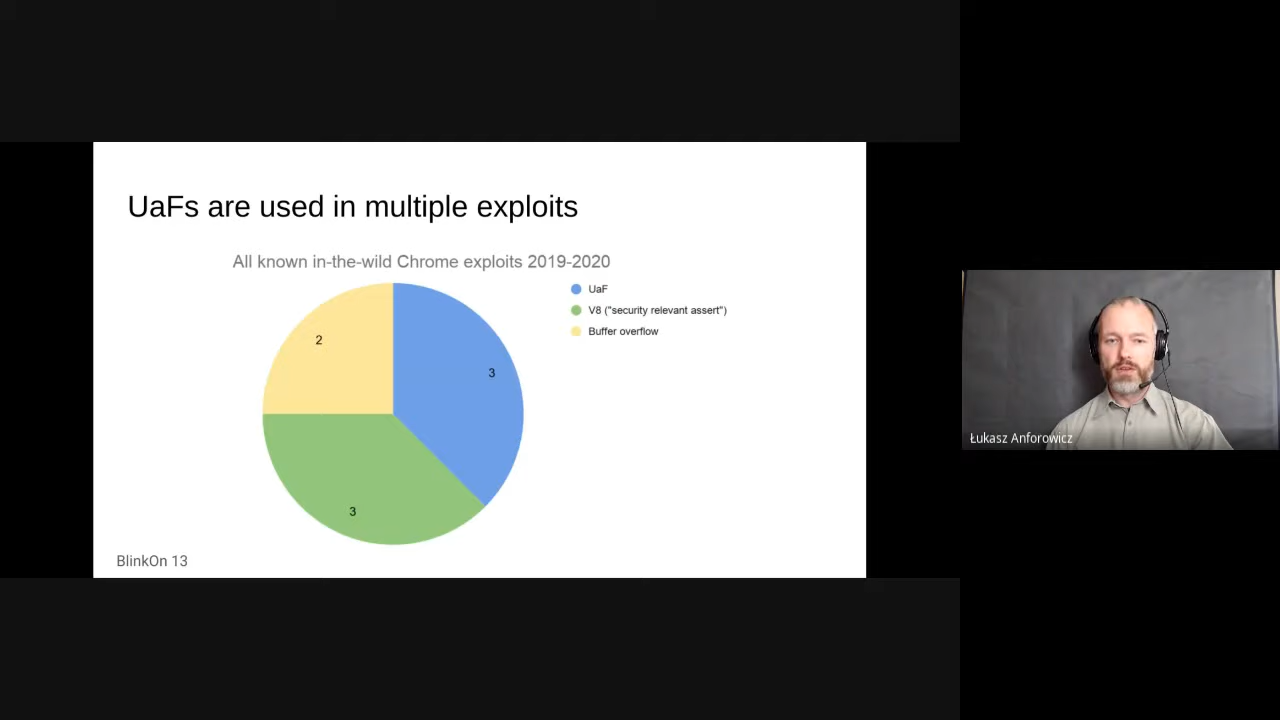 UaFs are used in multiple exploits
All known in-the-wild Chrome exploits 2019-2020
UaF
V8 ("security relevant assert")
Buffer overflow
2
3
3
BlinkOn 13
Łukasz Anforowicz